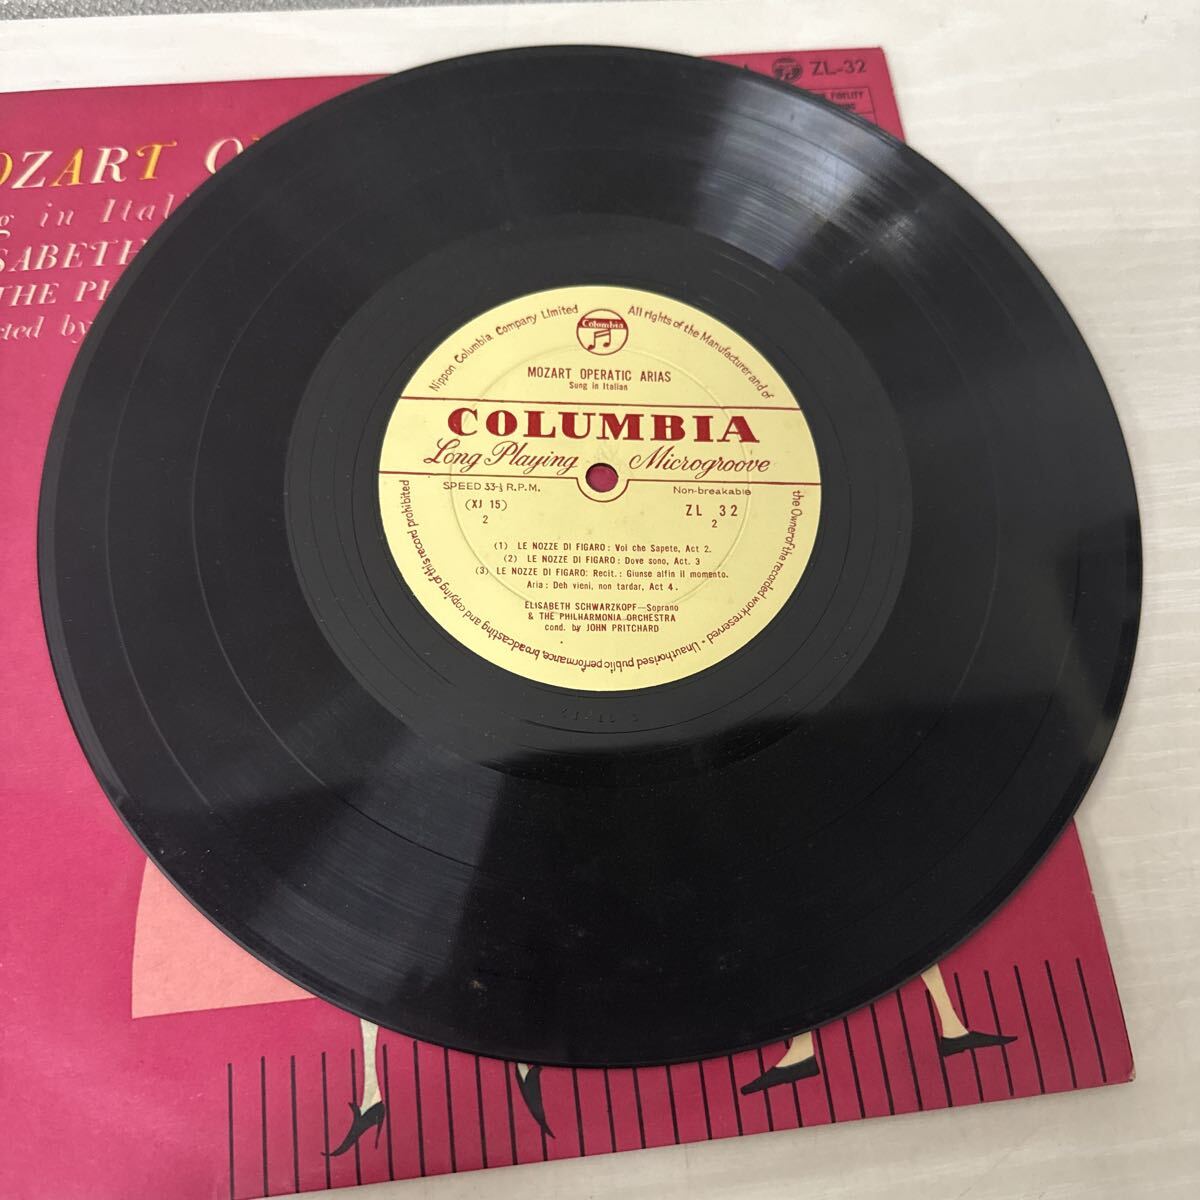 ZL-32
OZART O
g in Ital
SABETH
THE P
cted by
Nippon Columbia Company Limited
Columbia
All rights of the Manufacturer and of
the Owner of the recorded work reserved - Unauthorised public performance, broadcasting and copying of this record prohibited
MOZART OPERATIC ARIAS
Sung in Italian
COLUMBIA
Long Playing Microgroove
SPEED 33⅓ R.P.M.
Non-breakable
(XJ 15)
2
ZL 32
2
(1) LE NOZZE DI FIGARO: Voi che Sapete, Act 2.
(2) LE NOZZE DI FIGARO: Dove sono, Act. 3
(3) LE NOZZE DI FIGARO: Recit.: Giunse alfin il momento.
Aria: Deh vieni, non tardar, Act 4.
ELISABETH SCHWARZKOPF—Soprano
& THE PHILHARMONIA ORCHESTRA
cond. by JOHN PRITCHARD